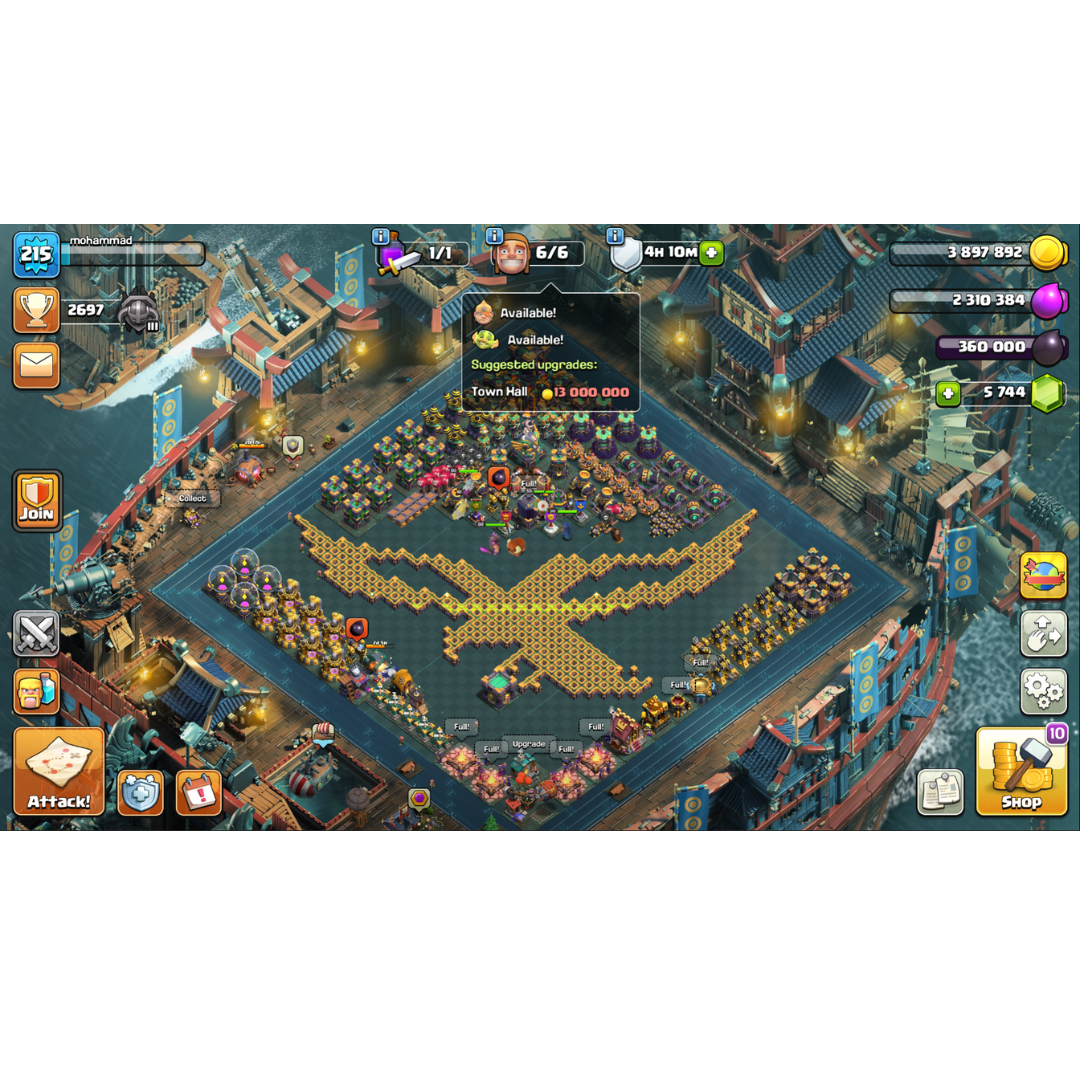 215
mohammad
1/1
6/6
4H 10M
3 897 892
2697
III
2 310 384
360 000
5 744
Available!
Available!
Suggested upgrades:
Town Hall 13 000 000
Full!
Collect
JOIN
Full!
Full!
Full!
Full!
Full!
Upgrade
Full!
10
Attack!
SHOP